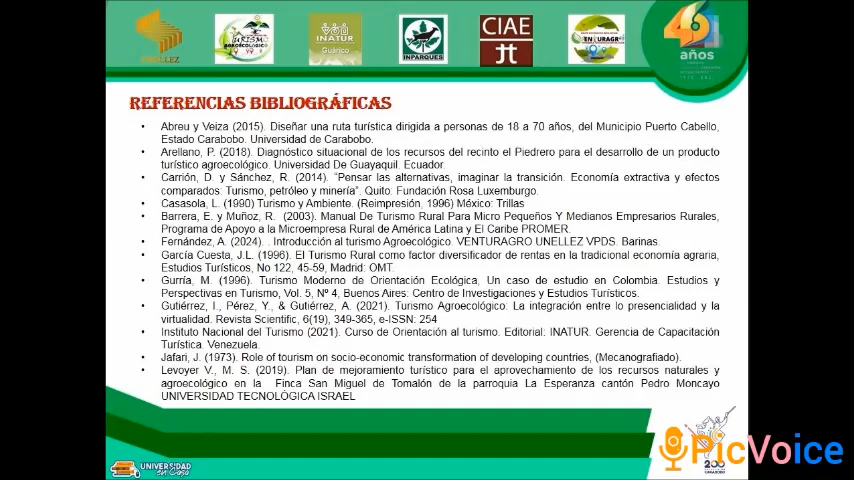 UNELLEZ
TURISMO
AGROECOLÓGICO
INATUR
Guárico
INPARQUES
CIAE
VENTURAGRO
46
años
REFERENCIAS BIBLIOGRÁFICAS
• Abreu y Veiza (2015). Diseñar una ruta turística dirigida a personas de 18 a 70 años, del Municipio Puerto Cabello,
Estado Carabobo. Universidad de Carabobo.
• Arellano, P. (2018). Diagnóstico situacional de los recursos del recinto el Piedrero para el desarrollo de un producto
turístico agroecológico. Universidad De Guayaquil. Ecuador.
• Carrión, D. y Sánchez, R. (2014). “Pensar las alternativas, imaginar la transición. Economía extractiva y efectos
comparados: Turismo, petróleo y minería”. Quito: Fundación Rosa Luxemburgo.
• Casasola, L. (1990) Turismo y Ambiente. (Reimpresión, 1996) México: Trillas
• Barrera, E. y Muñoz, R. (2003). Manual De Turismo Rural Para Micro Pequeños Y Medianos Empresarios Rurales,
Programa de Apoyo a la Microempresa Rural de América Latina y El Caribe PROMER.
• Fernández, A. (2024). . Introducción al turismo Agroecológico. VENTURAGRO UNELLEZ VPDS. Barinas.
• García Cuesta, J.L. (1996). El Turismo Rural como factor diversificador de rentas en la tradicional economía agraria,
Estudios Turísticos, No 122, 45-59, Madrid: OMT.
• Gurría, M. (1996). Turismo Moderno de Orientación Ecológica, Un caso de estudio en Colombia. Estudios y
Perspectivas en Turismo, Vol. 5, Nº 4, Buenos Aires: Centro de Investigaciones y Estudios Turísticos.
• Gutiérrez, I., Pérez, Y., & Gutiérrez, A. (2021). Turismo Agroecológico: La integración entre lo presencialidad y la
virtualidad. Revista Scientific, 6(19), 349-365, e-ISSN: 254
• Instituto Nacional del Turismo (2021). Curso de Orientación al turismo. Editorial: INATUR. Gerencia de Capacitación
Turística. Venezuela.
• Jafari, J. (1973). Role of tourism on socio-economic transformation of developing countries, (Mecanografiado).
• Levoyer V., M. S. (2019). Plan de mejoramiento turístico para el aprovechamiento de los recursos naturales y
agroecológico en la Finca San Miguel de Tomalón de la parroquia La Esperanza cantón Pedro Moncayo
UNIVERSIDAD TECNOLÓGICA ISRAEL
UNIVERSIDAD
en Casa
200
PicVoice